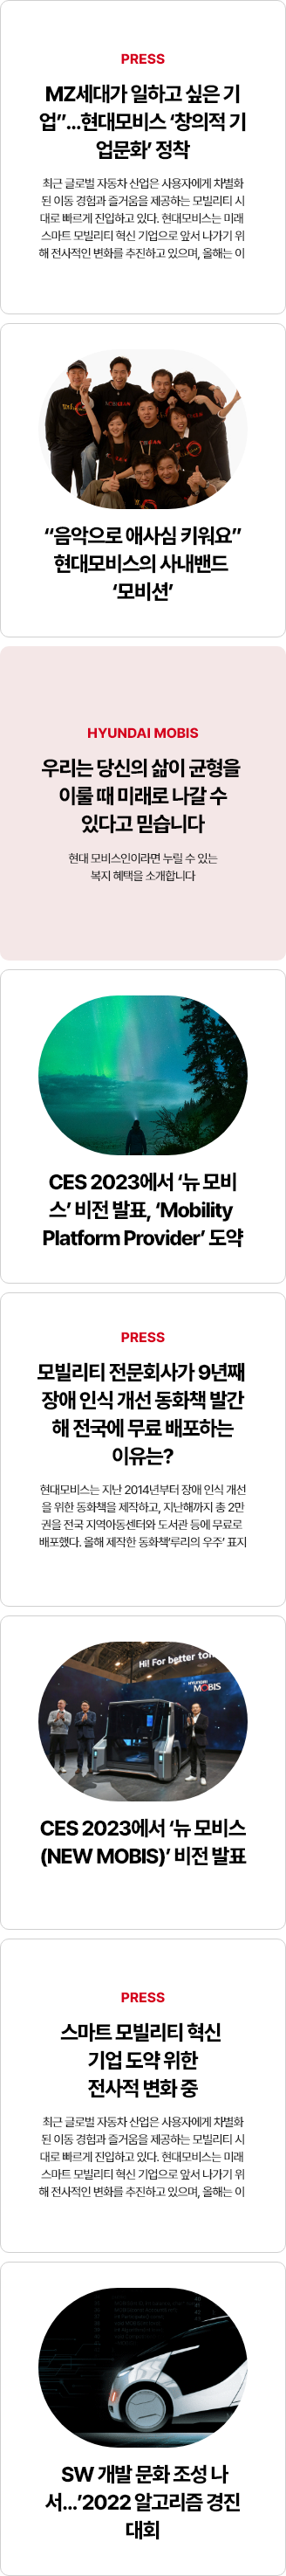 PRESS
MZ세대가 일하고 싶은 기
업”...현대모비스 ‘창의적 기
업문화’ 정착
최근 글로벌 자동차 산업은 사용자에게 차별화
된 이동 경험과 즐거움을 제공하는 모빌리티 시
대로 빠르게 진입하고 있다. 현대모비스는 미래
스마트 모빌리티 혁신 기업으로 앞서 나가기 위
해 전사적인 변화를 추진하고 있으며, 올해는 이
“음악으로 애사심 키워요”
현대모비스의 사내밴드
‘모비션’
HYUNDAI MOBIS
우리는 당신의 삶이 균형을
이룰 때 미래로 나갈 수
있다고 믿습니다
현대 모비스인이라면 누릴 수 있는
복지 혜택을 소개합니다
CES 2023에서 ‘뉴 모비
스’ 비전 발표, ‘Mobility
Platform Provider’ 도약
PRESS
모빌리티 전문회사가 9년째
장애 인식 개선 동화책 발간
해 전국에 무료 배포하는
이유는?
현대모비스는 지난 2014년부터 장애 인식 개선
을 위한 동화책을 제작하고, 지난해까지 총 2만
권을 전국 지역아동센터와 도서관 등에 무료로
배포했다. 올해 제작한 동화책‘루리의 우주’ 표지
Hi! For better
HYUNDAI
MOBIS
CES 2023에서 ‘뉴 모비스
(NEW MOBIS)’ 비전 발표
PRESS
스마트 모빌리티 혁신
기업 도약 위한
전사적 변화 중
최근 글로벌 자동차 산업은 사용자에게 차별화
된 이동 경험과 즐거움을 제공하는 모빌리티 시
대로 빠르게 진입하고 있다. 현대모비스는 미래
스마트 모빌리티 혁신 기업으로 앞서 나가기 위
해 전사적인 변화를 추진하고 있으며, 올해는 이
SW 개발 문화 조성 나
서...’2022 알고리즘 경진
대회